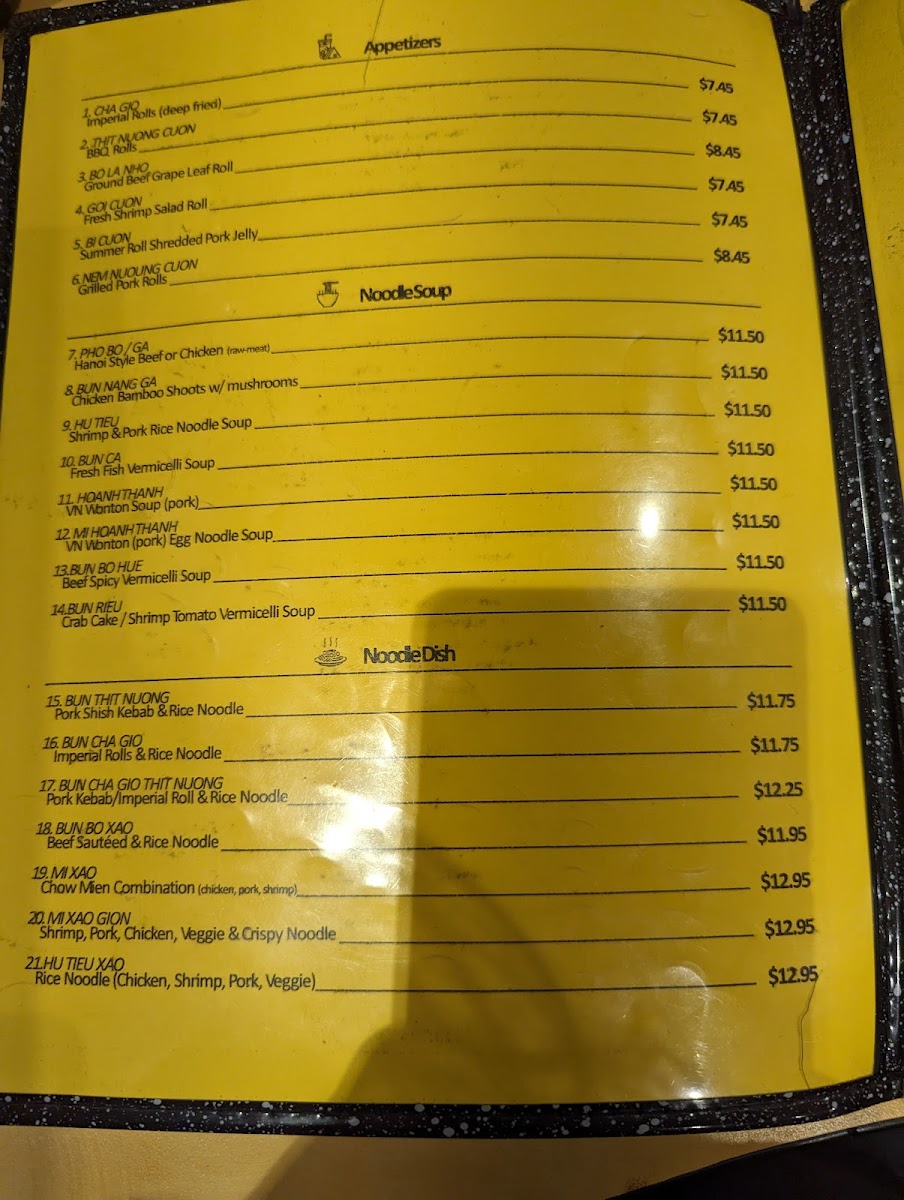 Appetizers
1. CHA GIO
Imperial Rolls (deep fried) $7.45
2. THIT NUONG CUON
BBQ Rolls $7.45
3. BO LA NHO
Ground Beef Grape Leaf Roll $8.45
4. GOI CUON
Fresh Shrimp Salad Roll $7.45
5. BI CUON
Summer Roll Shredded Pork Jelly $7.45
6. NEM NUOUNG CUON
Grilled Pork Rolls $8.45
Noodle Soup
7. PHO BO / GA
Hanoi Style Beef or Chicken (raw-meat) $11.50
8. BUN NANG GA
Chicken Bamboo Shoots w/ mushrooms $11.50
9. HU TIEU
Shrimp & Pork Rice Noodle Soup $11.50
10. BUN CA
Fresh Fish Vermicelli Soup $11.50
11. HOANH THANH
VN Wonton Soup (pork) $11.50
12. MI HOANH THANH
VN Wonton (pork) Egg Noodle Soup $11.50
13.BUN BO HUE
Beef Spicy Vermicelli Soup $11.50
14.BUN RIEU
Crab Cake / Shrimp Tomato Vermicelli Soup $11.50
Noodle Dish
15. BUN THIT NUONG
Pork Shish Kebab & Rice Noodle $11.75
16. BUN CHA GIO
Imperial Rolls & Rice Noodle $11.75
17. BUN CHA GIO THIT NUONG
Pork Kebab/Imperial Roll & Rice Noodle $12.25
18. BUN BO XAO
Beef Sautéed & Rice Noodle $11.95
19. MI XAO
Chow Mien Combination (chicken, pork, shrimp) $12.95
20. MI XAO GION
Shrimp, Pork, Chicken, Veggie & Crispy Noodle $12.95
21.HU TIEU XAO
Rice Noodle (Chicken, Shrimp, Pork, Veggie) $12.95